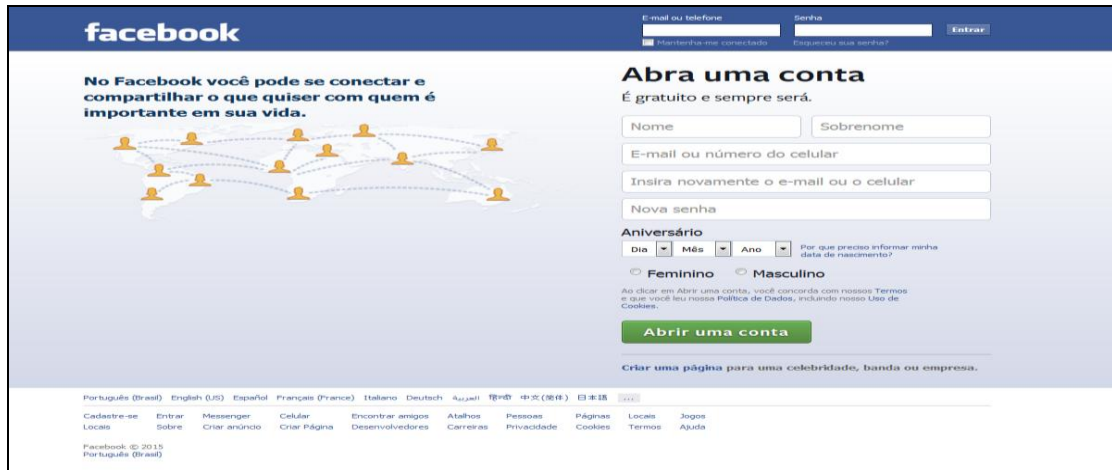 facebook
E-mail ou telefone
Senha
Entrar
Mantenha-me conectado
Esqueceu sua senha?
No Facebook você pode se conectar e
compartilhar o que quiser com quem é
importante em sua vida.
Abra uma conta
É gratuito e sempre será.
Nome
Sobrenome
E-mail ou número do celular
Insira novamente o e-mail ou o celular
Nova senha
Aniversário
Dia Mês Ano
Por que preciso informar minha
data de nascimento?
Feminino Masculino
Ao clicar em Abrir uma conta, você concorda com nossos Termos
e que você leu nossa Política de Dados, incluindo nosso Uso de
Cookies.
Abrir uma conta
Criar uma página para uma celebridade, banda ou empresa.
Português (Brasil) English (US) Español Français (France) Italiano Deutsch العربية हिन्दी 中文(简体) 日本語 ...
Cadastre-se Entrar Messenger Celular Encontrar amigos Atalhos Pessoas Páginas Locais Jogos
Locais Sobre Criar anúncio Criar Página Desenvolvedores Carreiras Privacidade Cookies Termos Ajuda
Facebook © 2015
Português (Brasil)